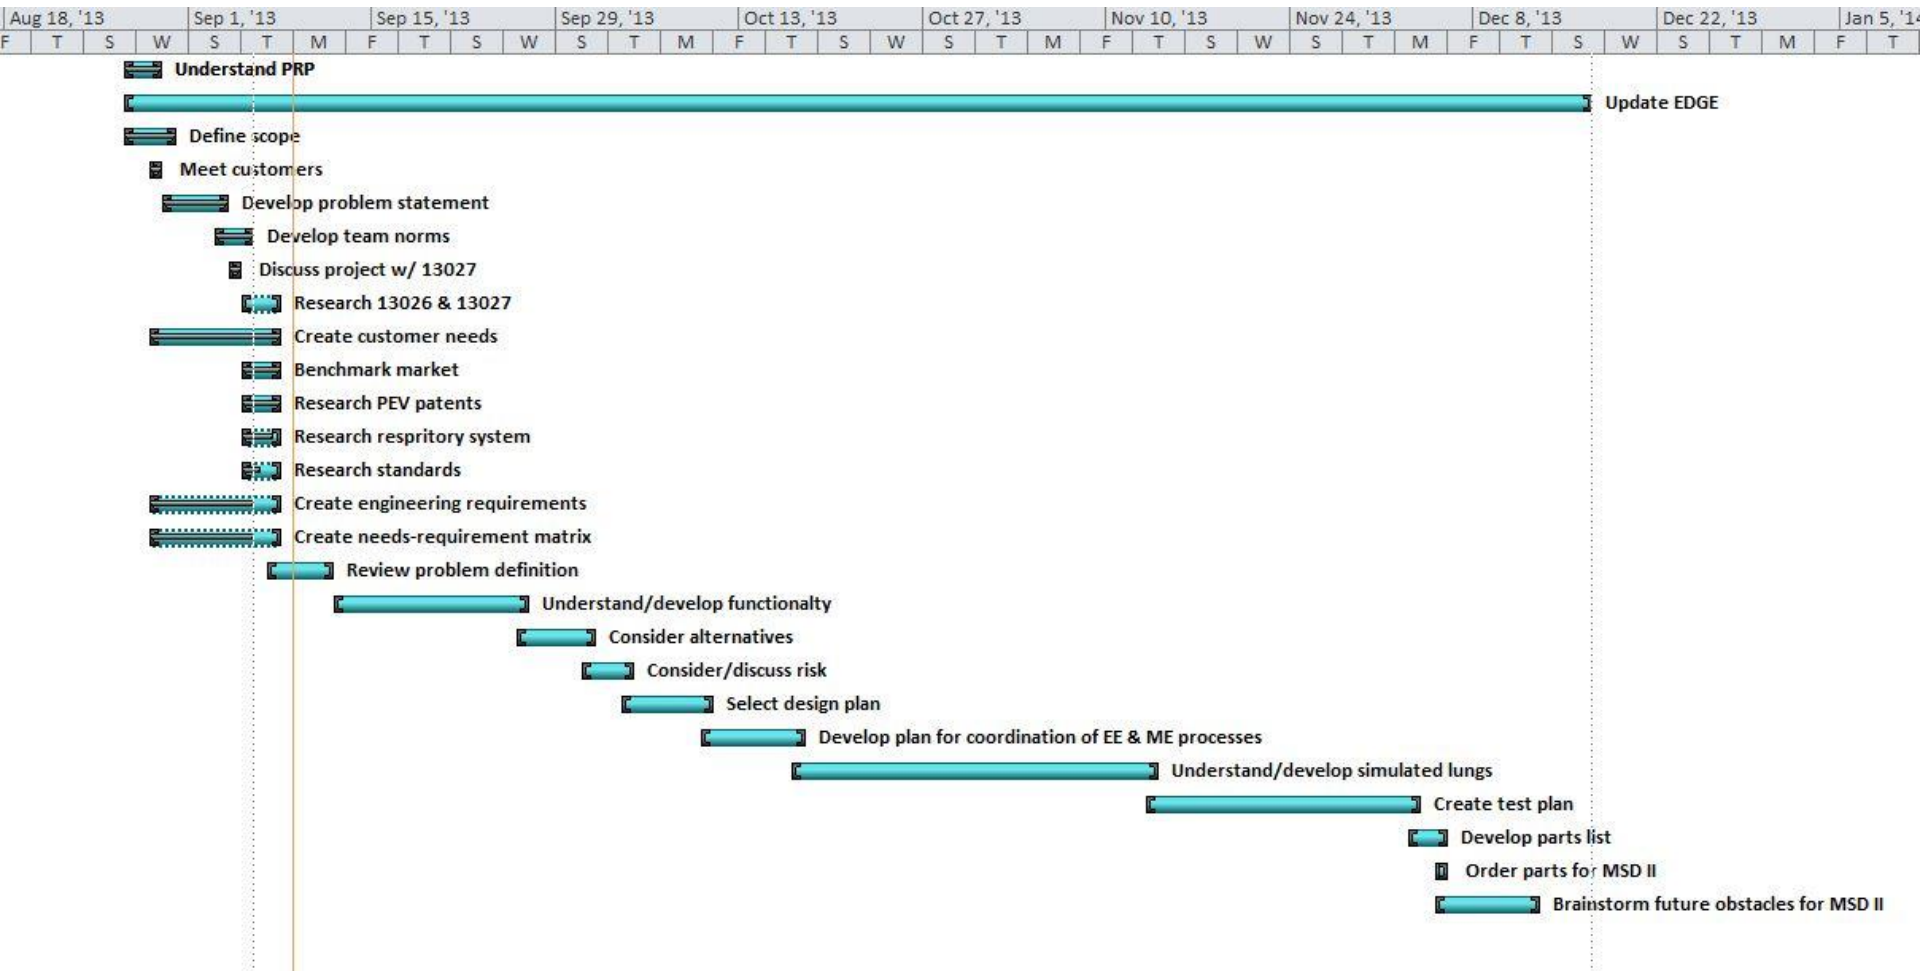 Aug 18, '13 Sep 1, '13 Sep 15, '13 Sep 29, '13 Oct 13, '13 Oct 27, '13 Nov 10, '13 Nov 24, '13 Dec 8, '13 Dec 22, '13 Jan 5, '14
F T S W S T M F T S W S T M F T S W S T M F T S W S T M F T S W S T M F T
Understand PRP
Update EDGE
Define scope
Meet customers
Develop problem statement
Develop team norms
Discuss project w/ 13027
Research 13026 & 13027
Create customer needs
Benchmark market
Research PEV patents
Research respritory system
Research standards
Create engineering requirements
Create needs-requirement matrix
Review problem definition
Understand/develop functionalty
Consider alternatives
Consider/discuss risk
Select design plan
Develop plan for coordination of EE & ME processes
Understand/develop simulated lungs
Create test plan
Develop parts list
Order parts for MSD II
Brainstorm future obstacles for MSD II